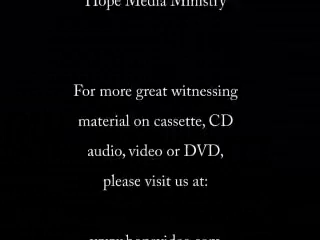 Hope Media Ministry
For more great witnessing
material on cassette, CD
audio, video or DVD,
please visit us at: